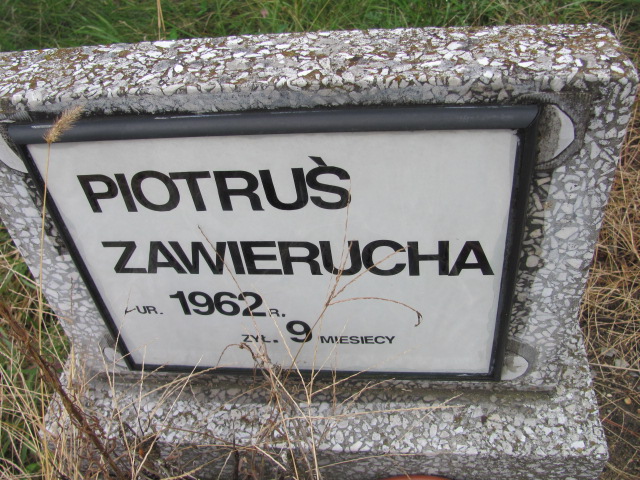 PIOTRUŚ
ZAWIERUCHA
UR. 1962 R.
ŻYŁ. 9 MIESIECY